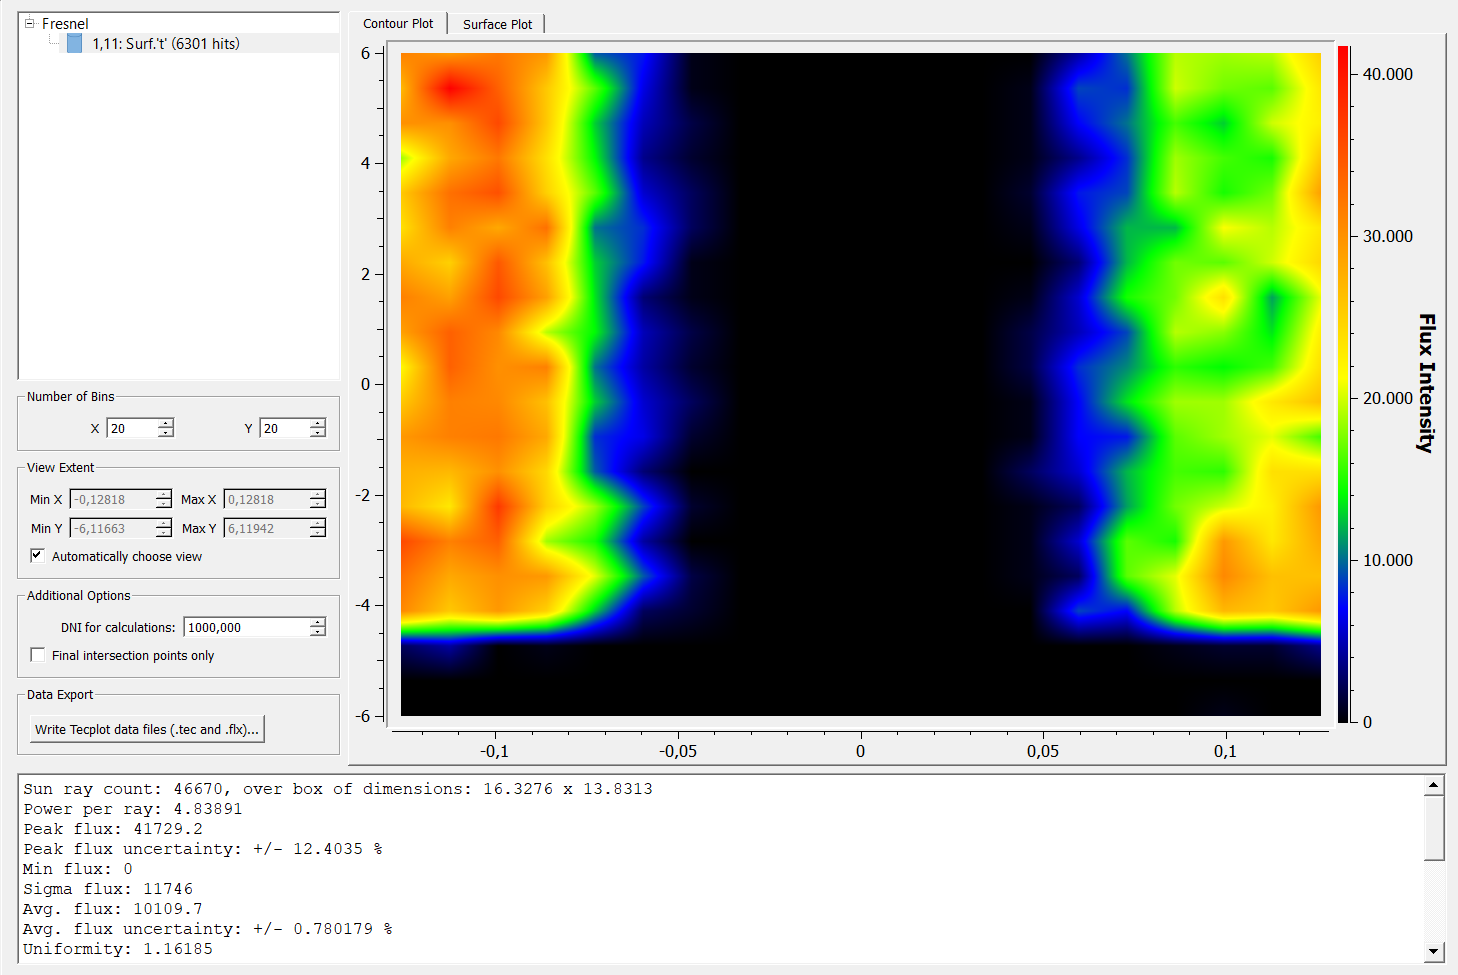 Fresnel
1,11: Surf.'t' (6301 hits)
Number of Bins
X 20 Y 20
View Extent
Min X -0,12818 Max X 0,12818
Min Y -6,11663 Max Y 6,11942
Automatically choose view
Additional Options
DNI for calculations: 1000,000
Final intersection points only
Data Export
Write Tecplot data files (.tec and .flx)...
Contour Plot Surface Plot
6
4
2
0
-2
-4
-6
-0,1 -0,05 0 0,05 0,1
40.000
30.000
20.000
10.000
0
Flux Intensity
Sun ray count: 46670, over box of dimensions: 16.3276 x 13.8313
Power per ray: 4.83891
Peak flux: 41729.2
Peak flux uncertainty: +/- 12.4035 %
Min flux: 0
Sigma flux: 11746
Avg. flux: 10109.7
Avg. flux uncertainty: +/- 0.780179 %
Uniformity: 1.16185